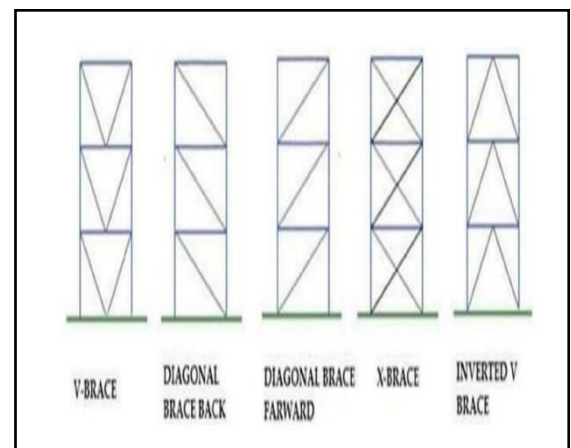 V-BRACE
DIAGONAL
BRACE BACK
DIAGONAL BRACE
FARWARD
X-BRACE
INVERTED V
BRACE